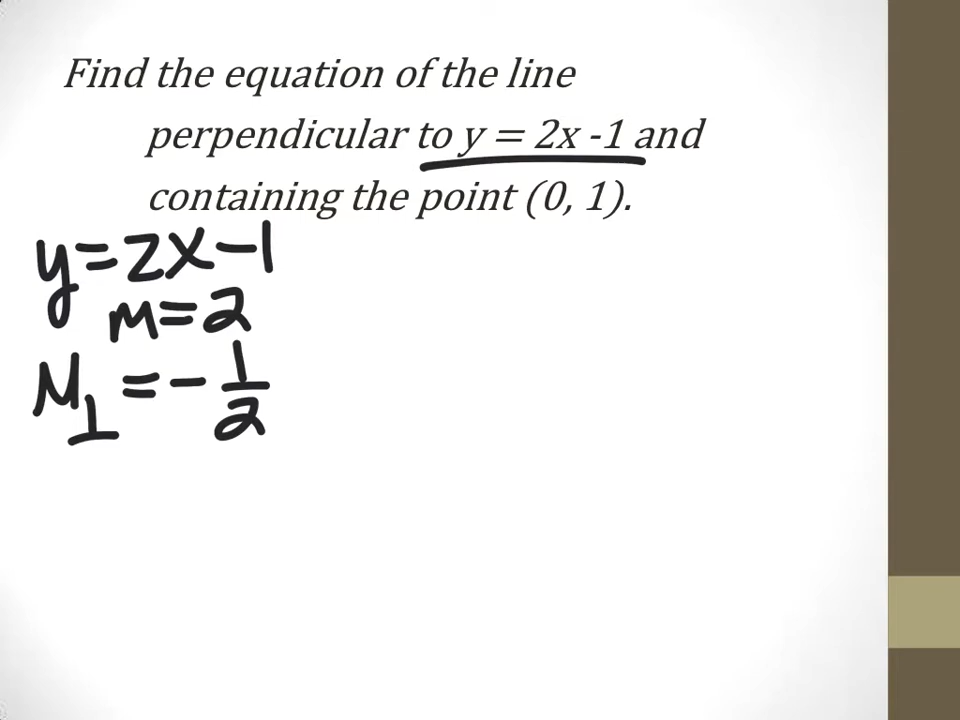 Find the equation of the line
perpendicular to y = 2x -1 and
containing the point (0, 1).
y=2x-1
m=2
M⊥ = - 1/2